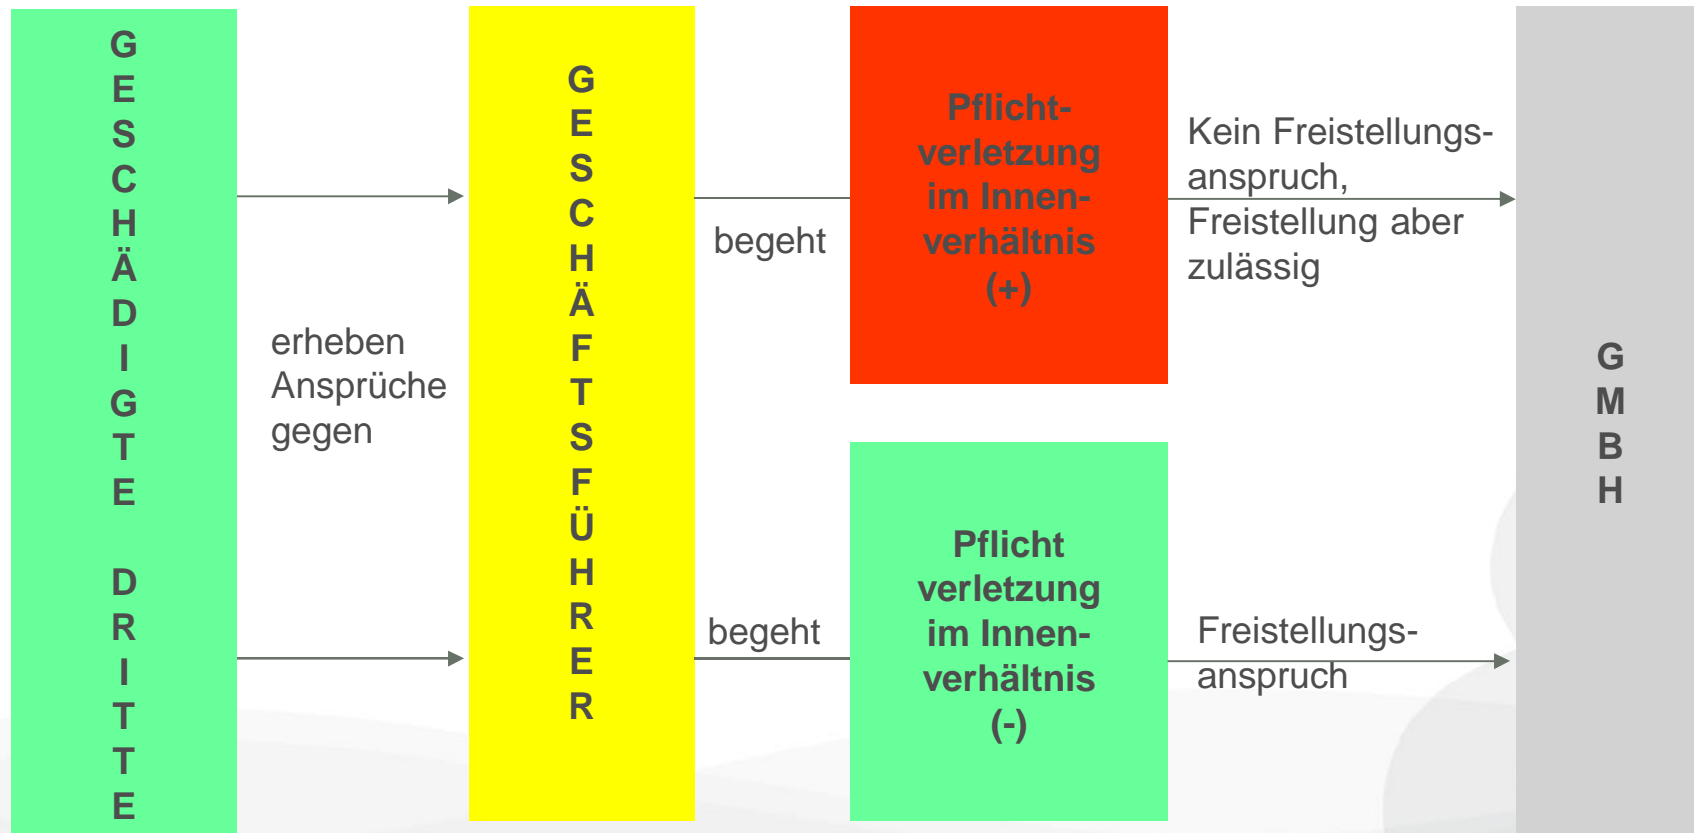 GESCHÄDIGTE DRITTE
erheben
Ansprüche
gegen
GESCHÄFTSFÜHRER
begeht
Pflicht-
verletzung
im Innen-
verhältnis
(+)
Kein Freistellungs-
anspruch,
Freistellung aber
zulässig
begeht
Pflicht
verletzung
im Innen-
verhältnis
(-)
Freistellungs-
anspruch
GMBH